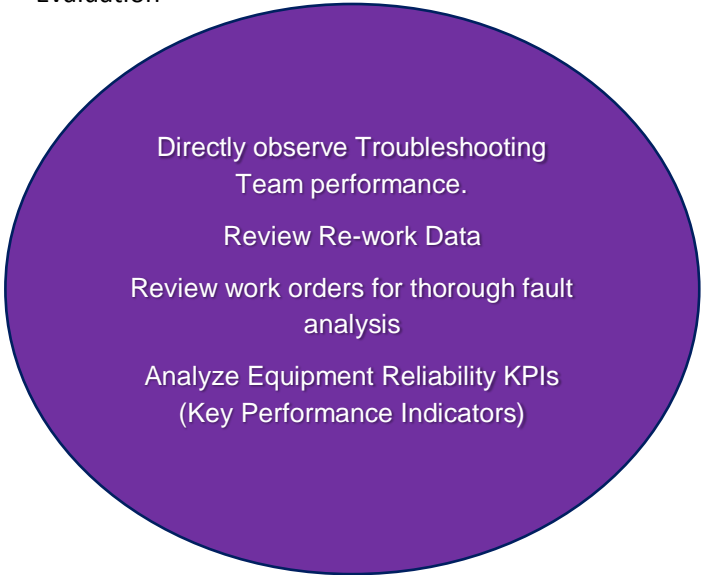 Evaluation
Directly observe Troubleshooting
Team performance.
Review Re-work Data
Review work orders for thorough fault
analysis
Analyze Equipment Reliability KPIs
(Key Performance Indicators)